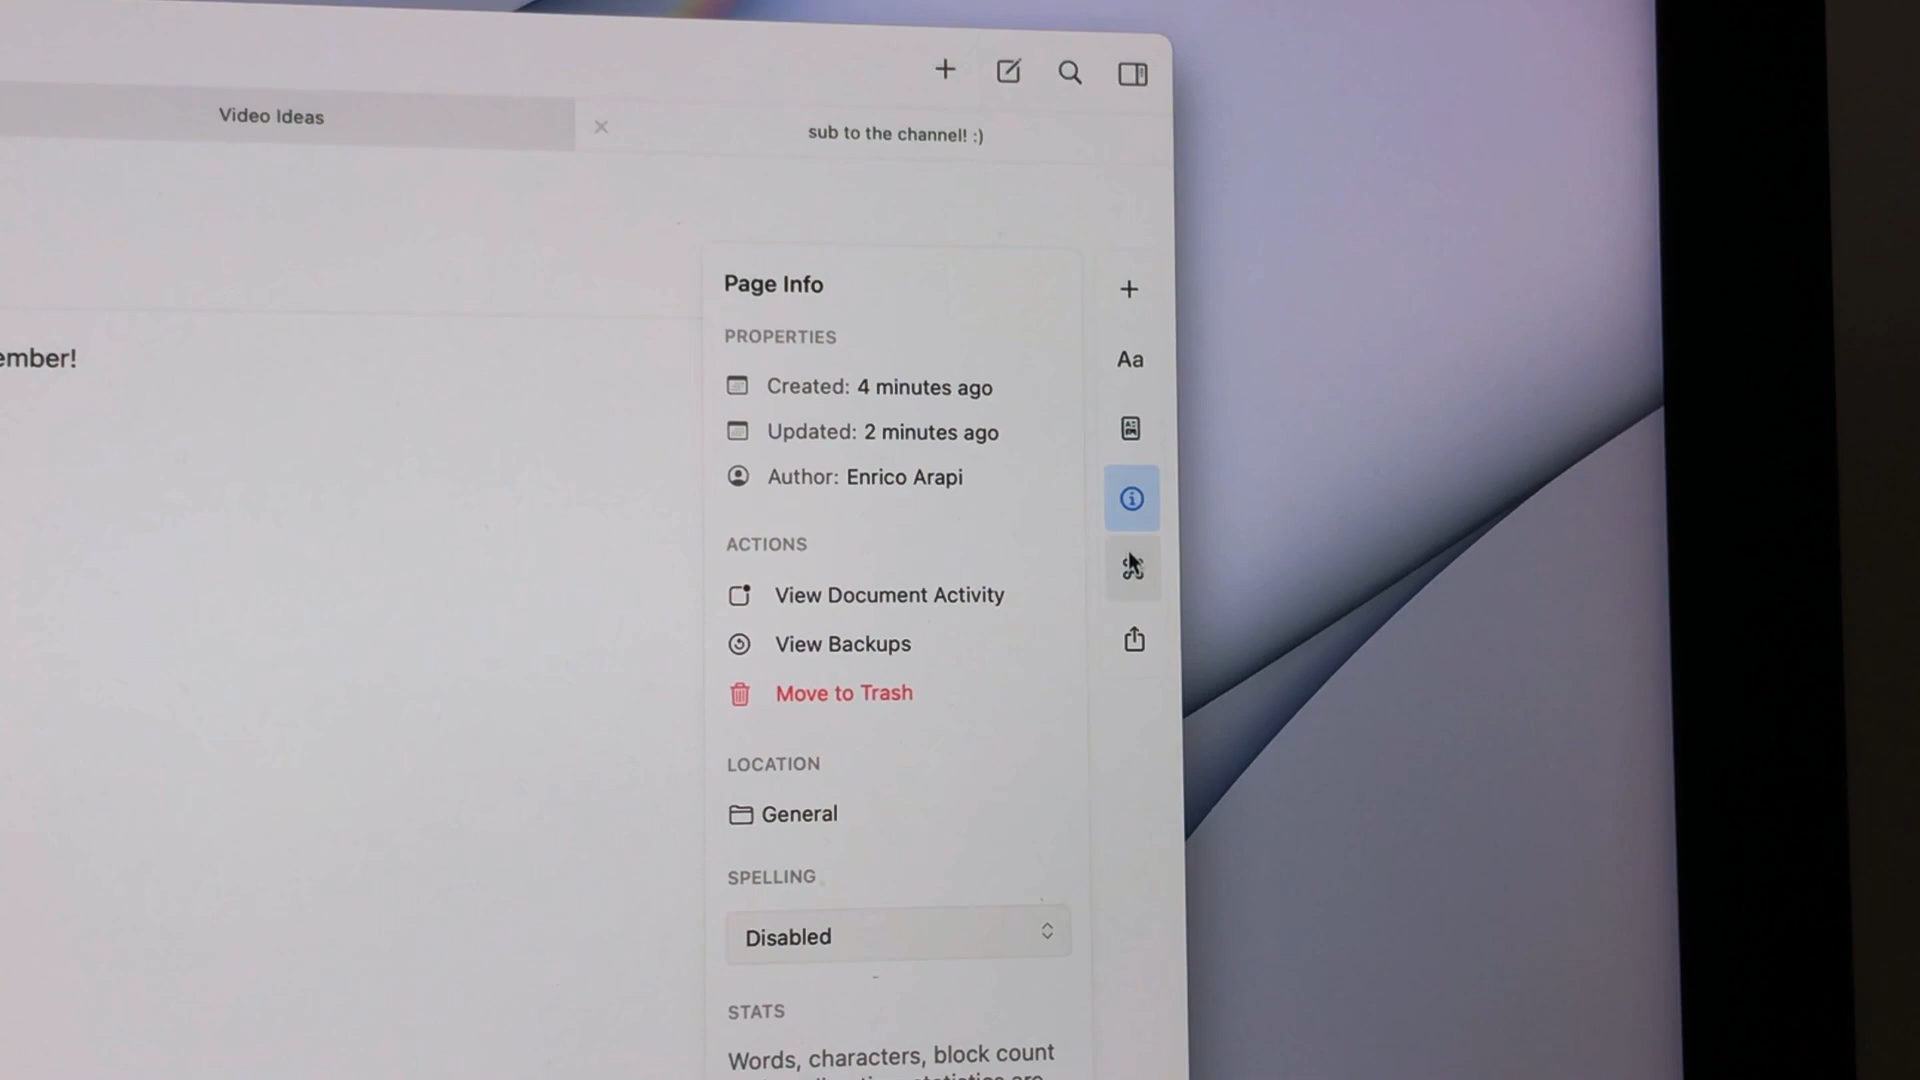 Video Ideas
sub to the channel! :)
ember!
Page Info
PROPERTIES
Created: 4 minutes ago
Updated: 2 minutes ago
Author: Enrico Arapi
ACTIONS
View Document Activity
View Backups
Move to Trash
LOCATION
General
SPELLING
Disabled
STATS
Words, characters, block count
Aa